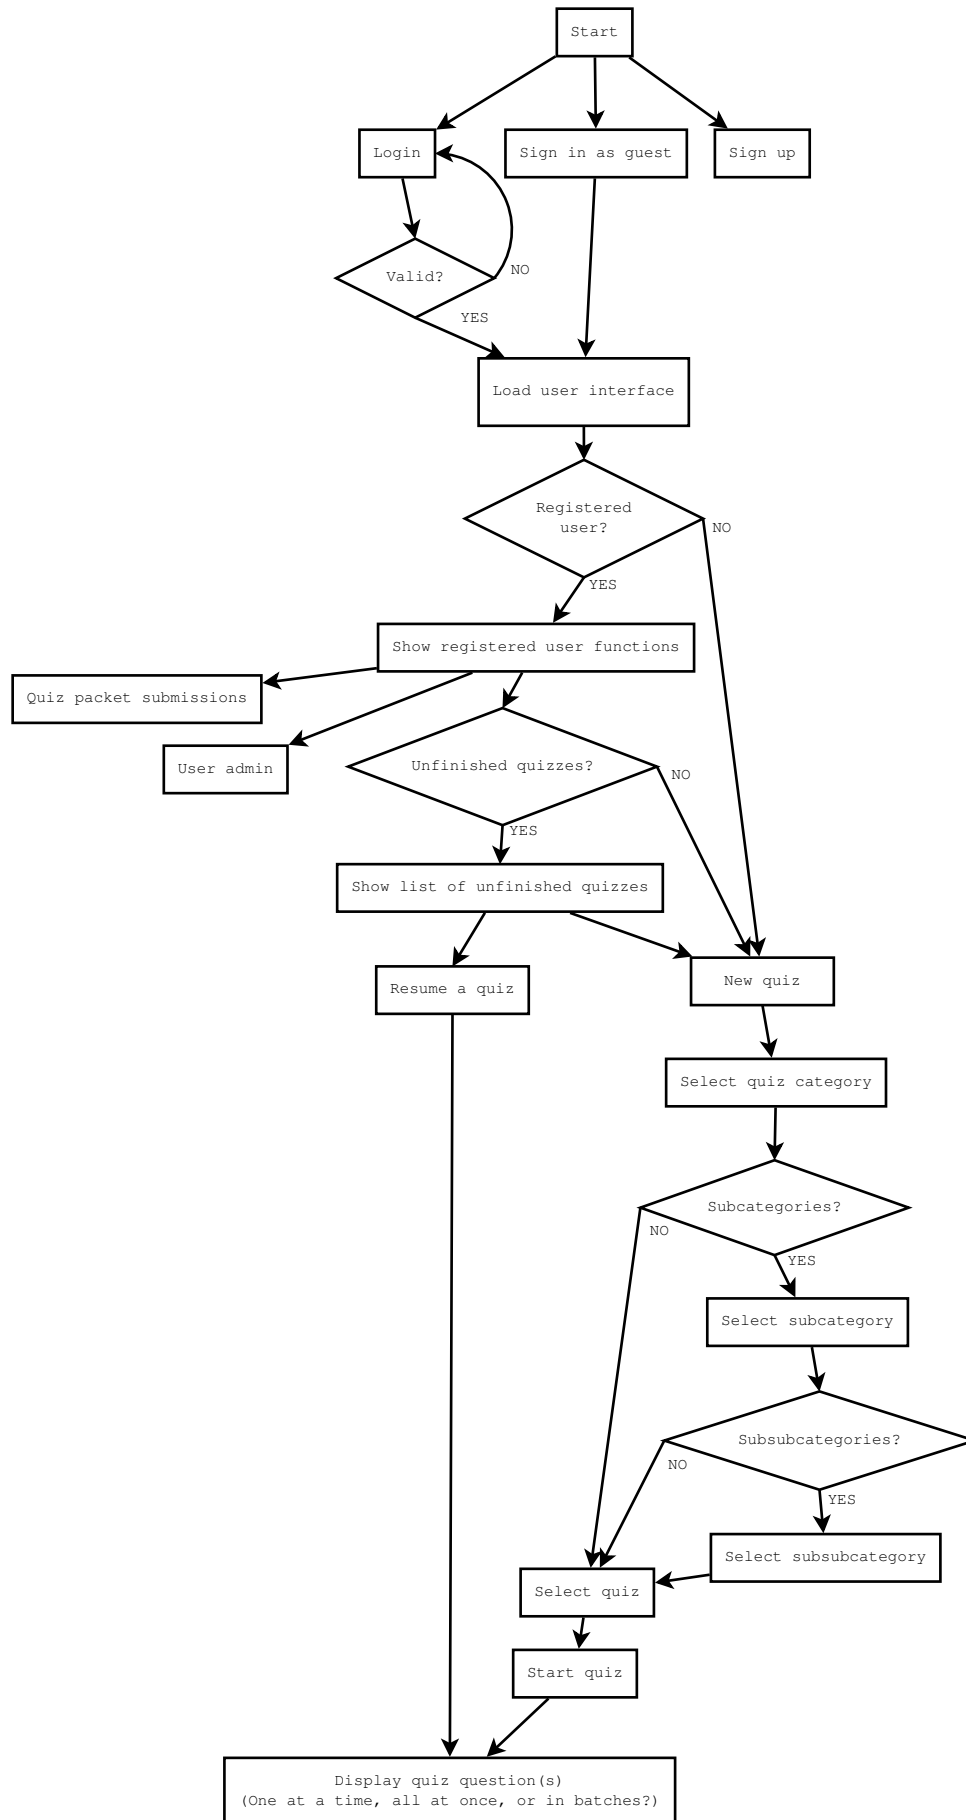 Start
Login
Sign in as guest
Sign up
Valid?
NO
YES
Load user interface
Registered
user?
NO
YES
Show registered user functions
Quiz packet submissions
User admin
Unfinished quizzes?
NO
YES
Show list of unfinished quizzes
Resume a quiz
New quiz
Select quiz category
Subcategories?
NO
YES
Select subcategory
Subsubcategories?
NO
YES
Select subsubcategory
Select quiz
Start quiz
Display quiz question(s)
(One at a time, all at once, or in batches?)